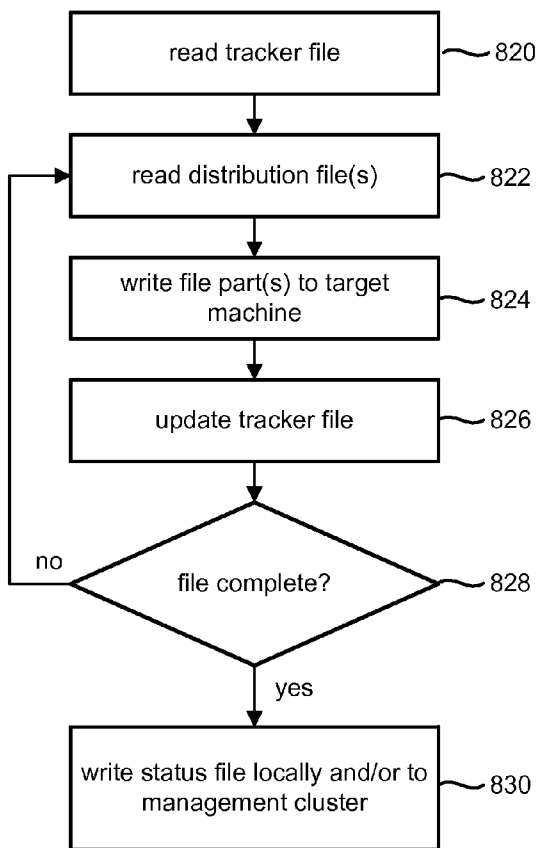 read tracker file
820
read distribution file(s)
822
write file part(s) to target
machine
824
update tracker file
826
no
file complete?
828
yes
write status file locally and/or to
management cluster
830